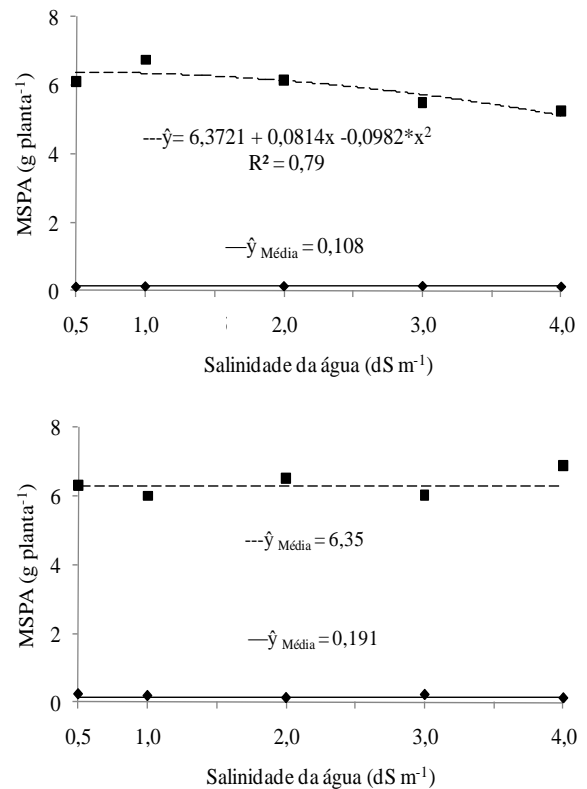 8
6
4
2
0
MSPA (g planta⁻¹)
---ŷ= 6,3721 + 0,0814x -0,0982*x²
R² = 0,79
—ŷ Média = 0,108
0,5 1,0 2,0 3,0 4,0
Salinidade da água (dS m⁻¹)
8
6
4
2
0
MSPA (g planta⁻¹)
---ŷ Média = 6,35
—ŷ Média = 0,191
0,5 1,0 2,0 3,0 4,0
Salinidade da água (dS m⁻¹)